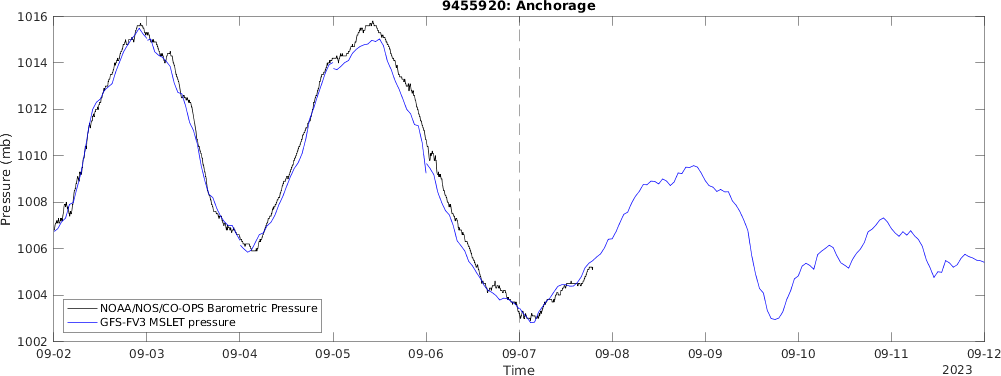 9455920: Anchorage
Pressure (mb)
1016
1014
1012
1010
1008
1006
1004
1002
NOAA/NOS/CO-OPS Barometric Pressure
GFS-FV3 MSLET pressure
09-02 09-03 09-04 09-05 09-06 09-07 09-08 09-09 09-10 09-11 09-12
Time
2023